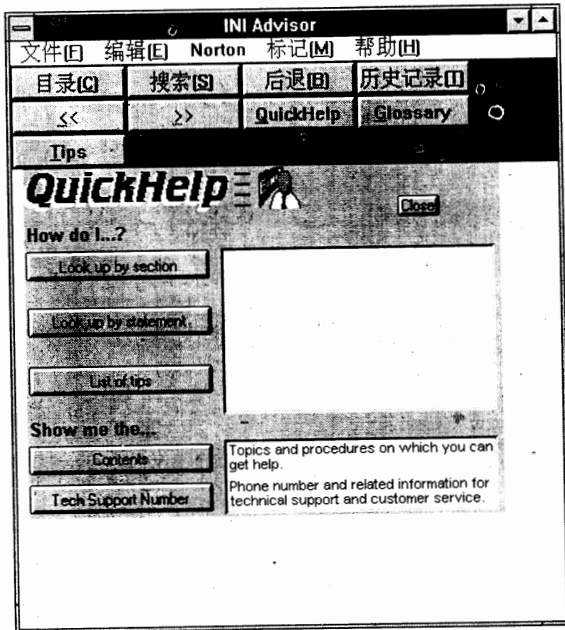 INI Advisor
文件(F) 编辑(E) Norton 标记(M) 帮助(H)
目录(C) 搜索(S) 后退(B) 历史记录(T)
<< >> QuickHelp Glossary
Tips
QuickHelp
Close
How do I...?
Look up by section
Look up by statement
List of tips
Show me the...
Contents
Topics and procedures on which you can
get help.
Tech Support Number
Phone number and related information for
technical support and customer service.